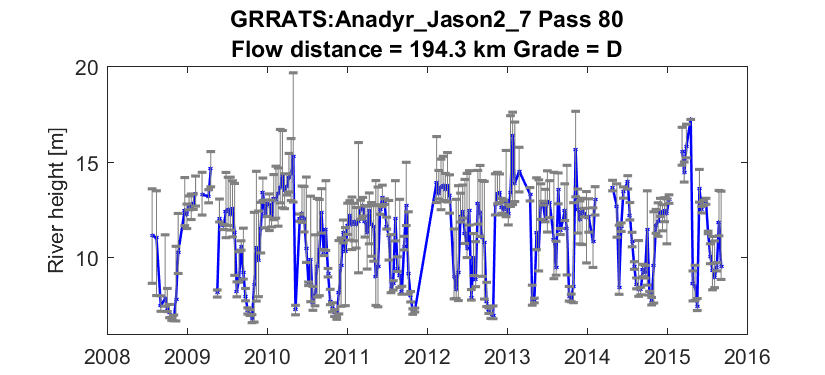 GRRATS:Anadyr_Jason2_7 Pass 80
Flow distance = 194.3 km Grade = D
20
15
10
River height [m]
2008 2009 2010 2011 2012 2013 2014 2015 2016